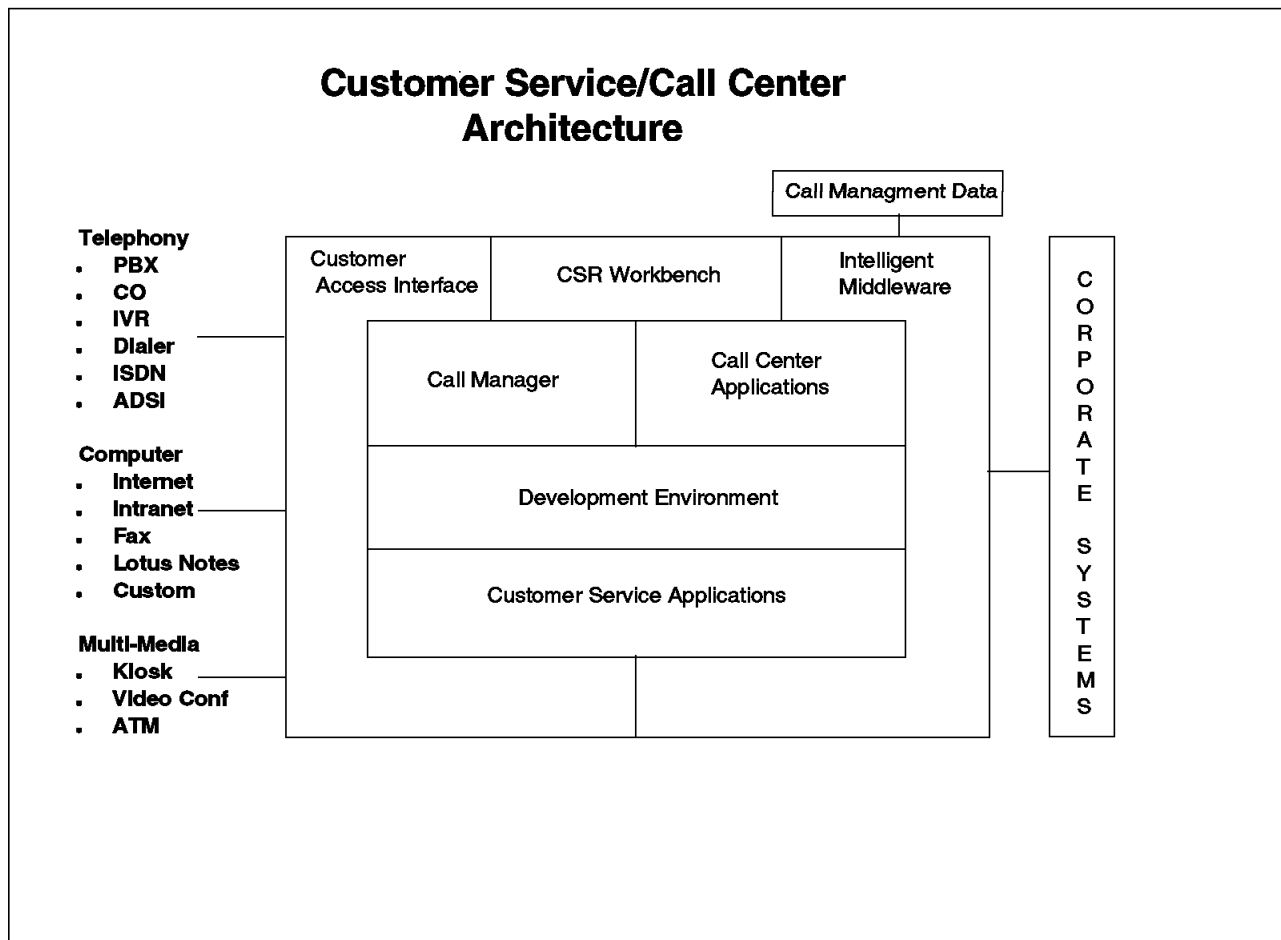 Customer Service/Call Center
Architecture
Call Managment Data
Telephony
. PBX
. CO
. IVR
. Dialer
. ISDN
. ADSI
Computer
. Internet
. Intranet
. Fax
. Lotus Notes
. Custom
Multi-Media
. Kiosk
. Video Conf
. ATM
Customer
Access Interface
CSR Workbench
Intelligent
Middleware
Call Manager
Call Center
Applications
Development Environment
Customer Service Applications
C
O
R
P
O
R
A
T
E
S
Y
S
T
E
M
S